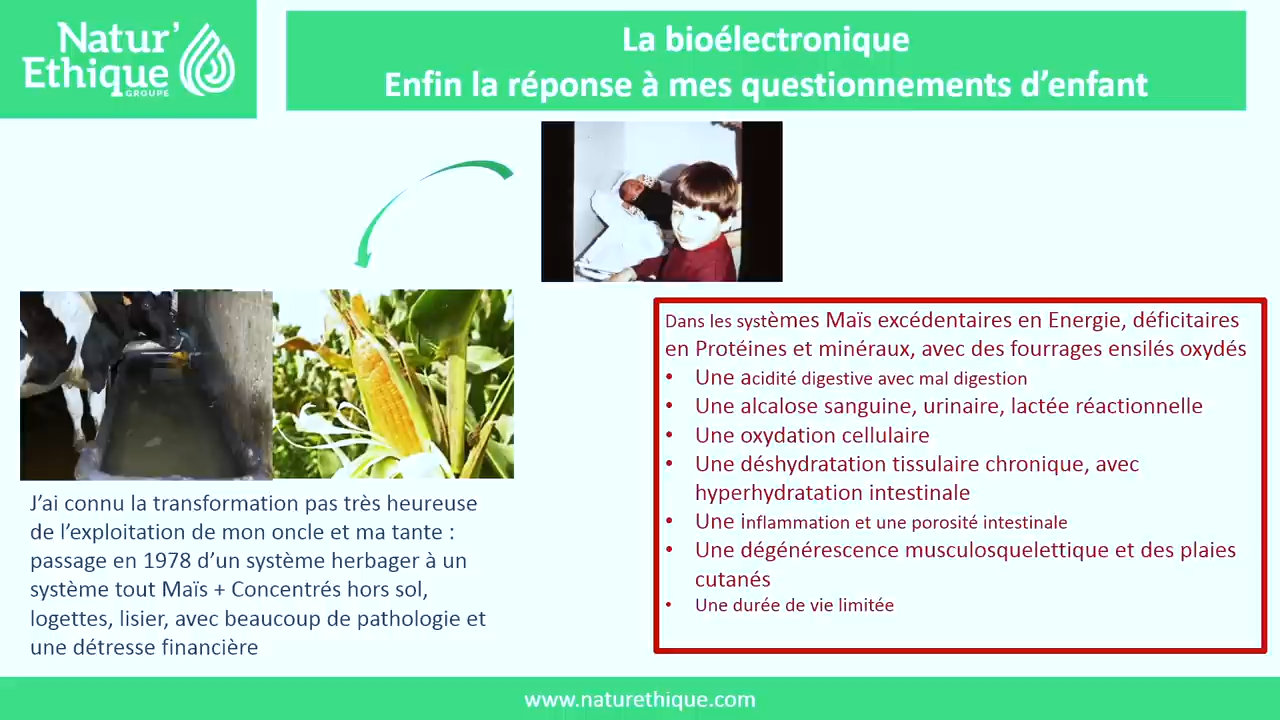 Natur'
Ethique
GROUPE
La bioélectronique
Enfin la réponse à mes questionnements d'enfant
J'ai connu la transformation pas très heureuse
de l'exploitation de mon oncle et ma tante :
passage en 1978 d'un système herbager à un
système tout Maïs + Concentrés hors sol,
logettes, lisier, avec beaucoup de pathologie et
une détresse financière
Dans les systèmes Maïs excédentaires en Energie, déficitaires
en Protéines et minéraux, avec des fourrages ensilés oxydés
• Une acidité digestive avec mal digestion
• Une alcalose sanguine, urinaire, lactée réactionnelle
• Une oxydation cellulaire
• Une déshydratation tissulaire chronique, avec
hyperhydratation intestinale
• Une inflammation et une porosité intestinale
• Une dégénérescence musculosquelettique et des plaies
cutanés
• Une durée de vie limitée
www.naturethique.com